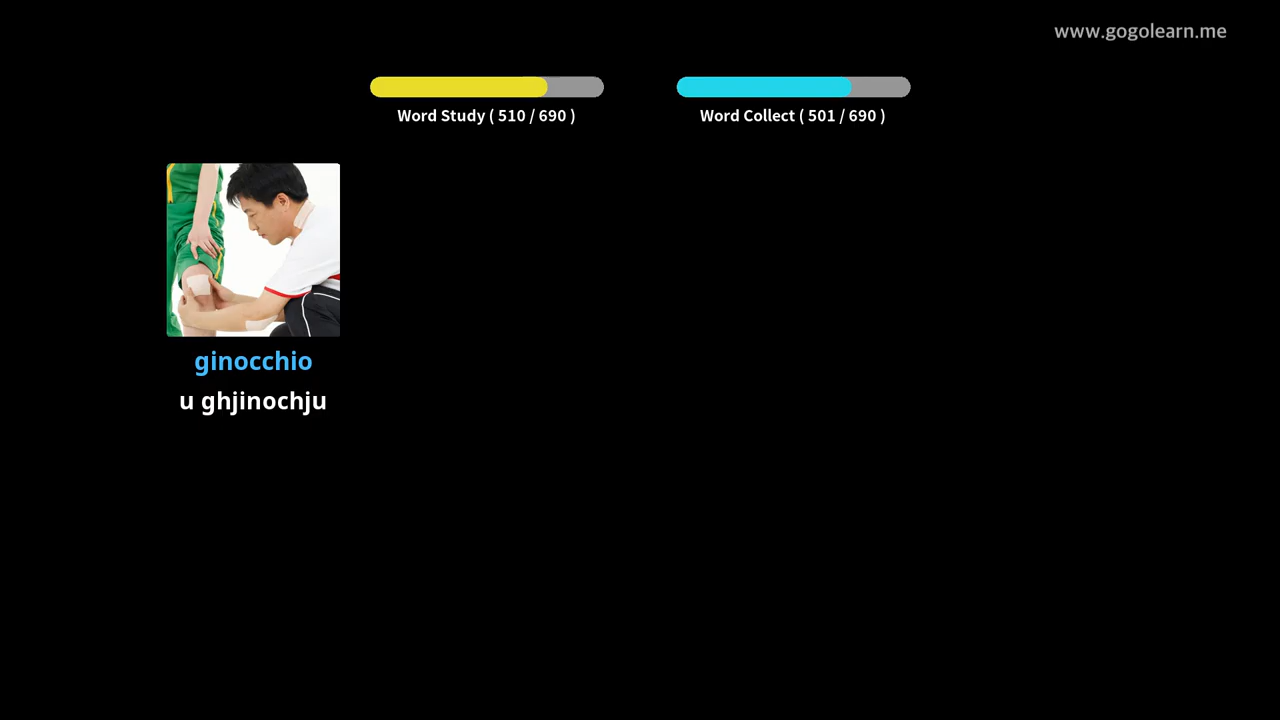 www.gogolearn.me
Word Study ( 510 / 690 )
Word Collect ( 501 / 690 )
ginocchio
u ghjinochju